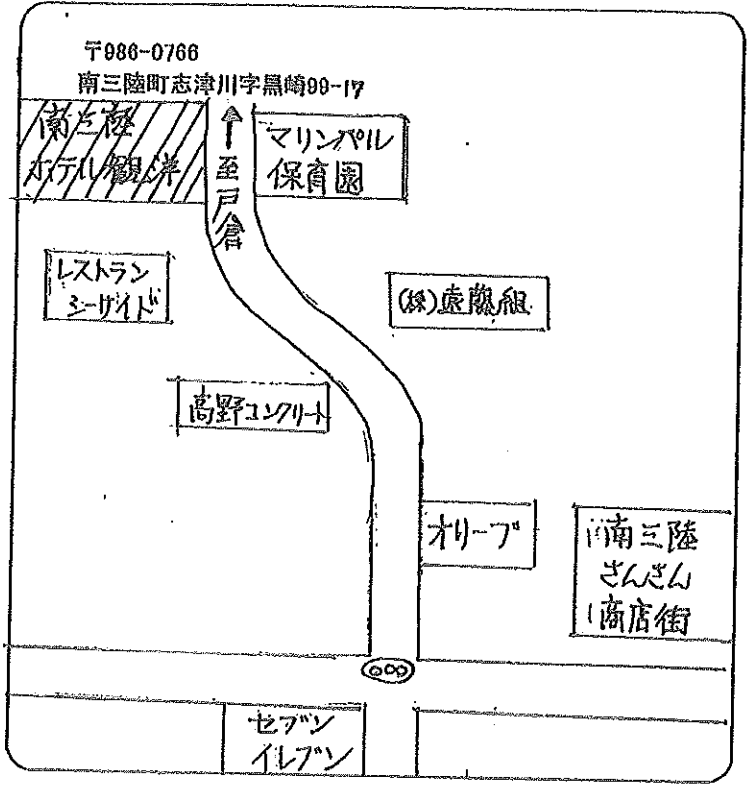 〒986-0766
南三陸町志津川字黒崎99-17
南三陸
ホテル観洋
至戸倉
マリンパル
保育園
レストラン
シーサイド
(株)遠藤組
高野コンクリート
オリーブ
南三陸
さんさん
商店街
セブン
イレブン